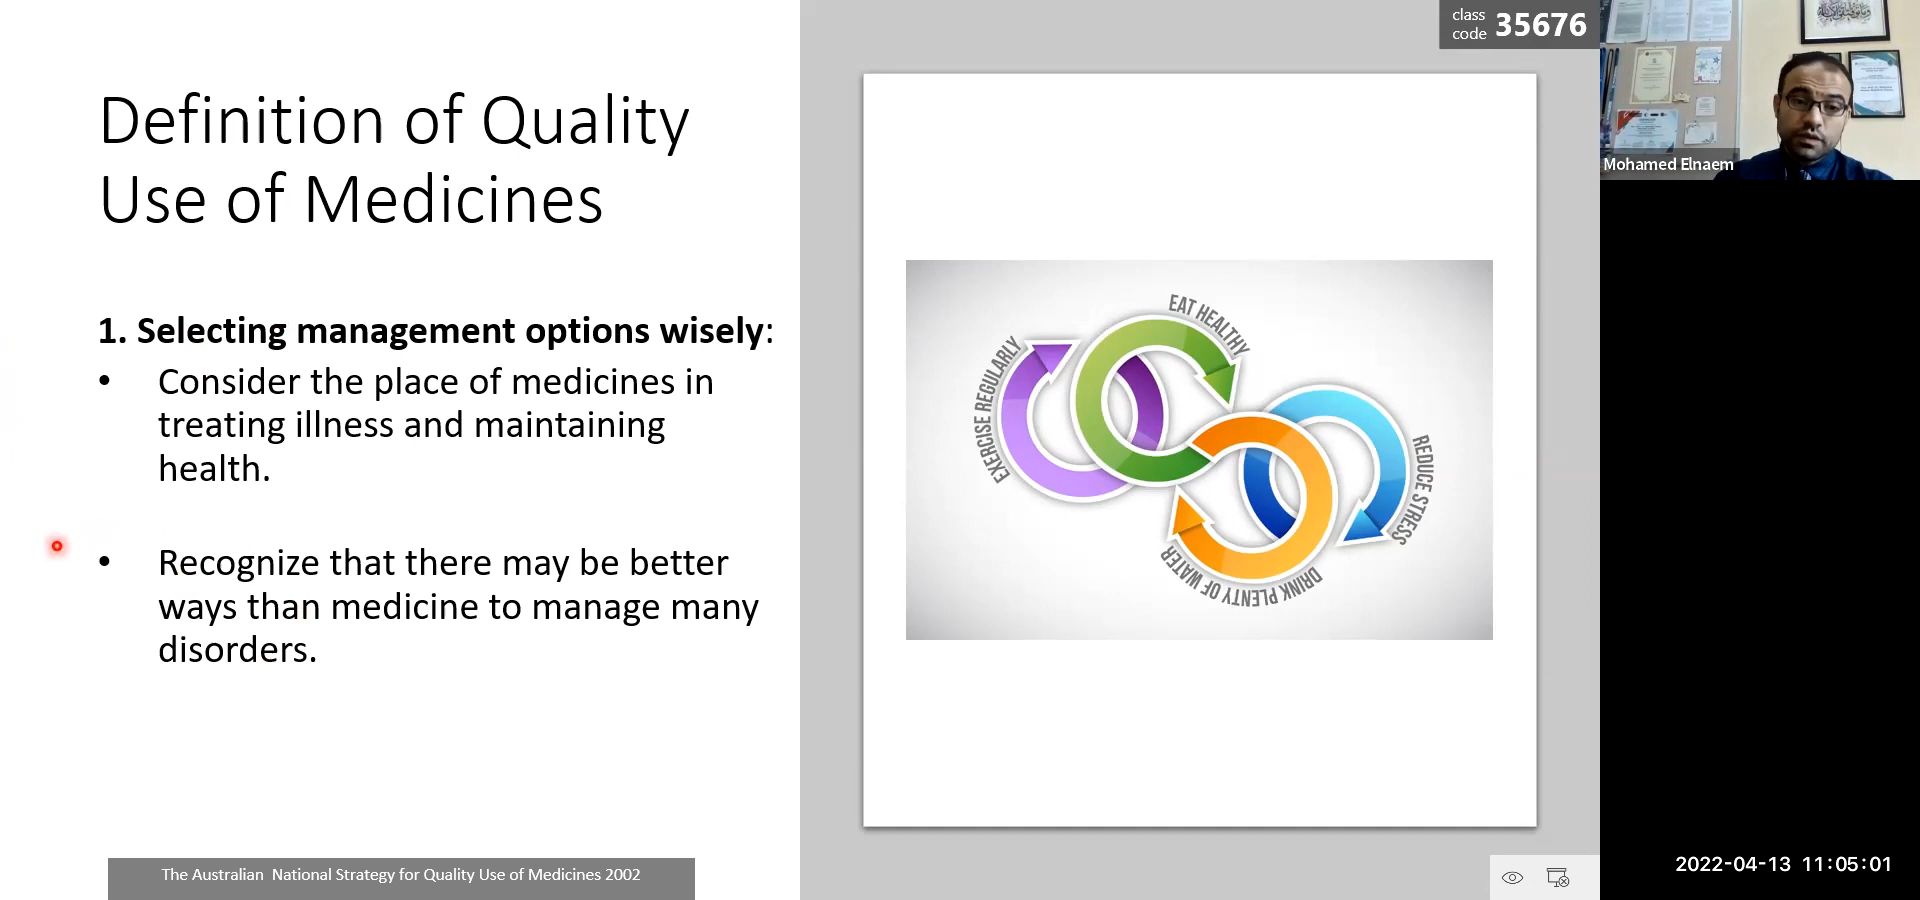 Definition of Quality
Use of Medicines
1. Selecting management options wisely:
• Consider the place of medicines in
treating illness and maintaining
health.
• Recognize that there may be better
ways than medicine to manage many
disorders.
The Australian  National Strategy for Quality Use of Medicines 2002
class
code 35676
EXERCISE REGULARLY
EAT HEALTHY
REDUCE STRESS
DRINK PLENTY OF WATER
Mohamed Elnaem
2022-04-13 11:05:01